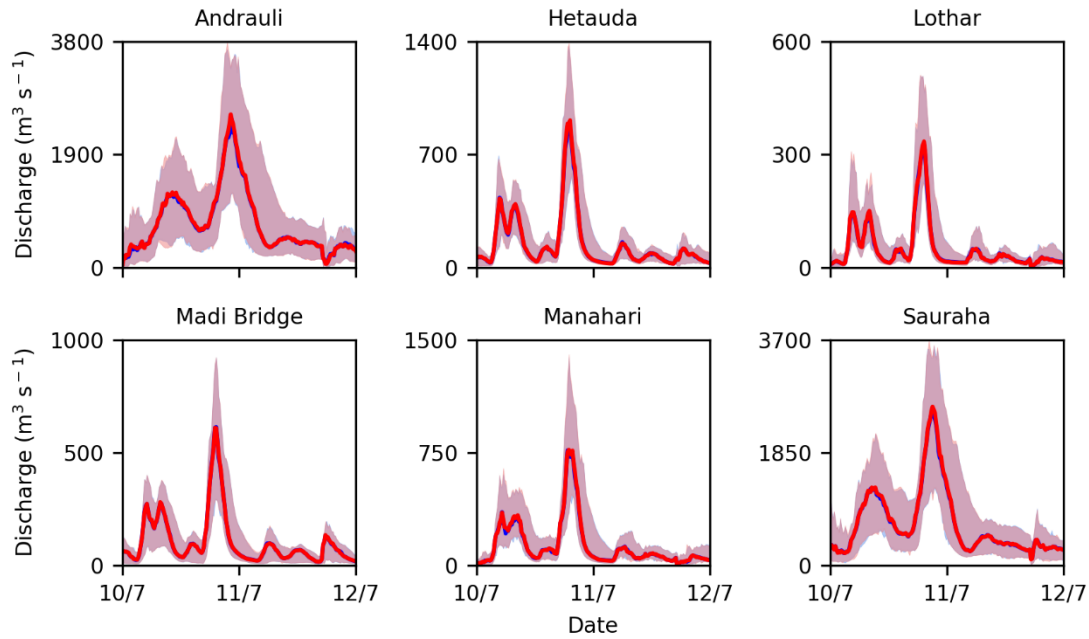 Andrauli
Hetauda
Lothar
Discharge (m³ s⁻¹)
3800
1900
0
1400
700
0
600
300
0
Madi Bridge
Manahari
Sauraha
Discharge (m³ s⁻¹)
1000
500
0
1500
750
0
3700
1850
0
10/7 11/7 12/7
10/7 11/7 12/7
10/7 11/7 12/7
Date